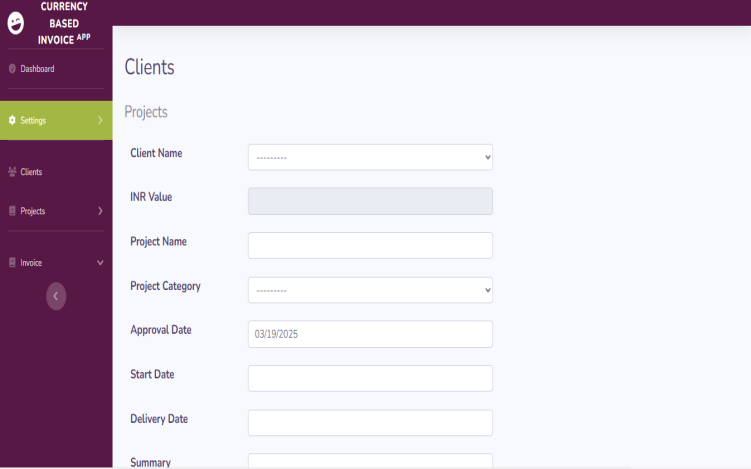 CURRENCY
BASED
INVOICE APP
Dashboard
Settings
Clients
Projects
Invoice
Clients
Projects
Client Name
---------
INR Value
Project Name
Project Category
---------
Approval Date
03/19/2025
Start Date
Delivery Date
Summary